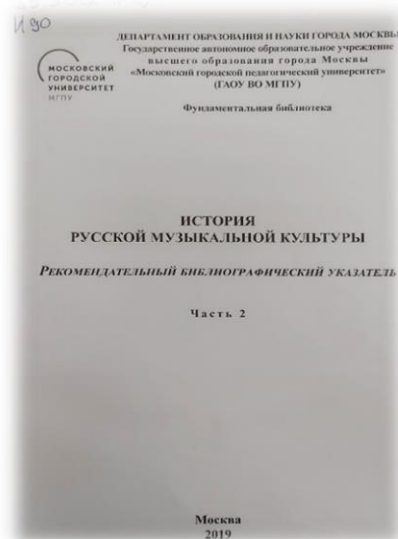 И 90
ДЕПАРТАМЕНТ ОБРАЗОВАНИЯ И НАУКИ ГОРОДА МОСКВЫ
Государственное автономное образовательное учреждение
высшего образования города Москвы
«Московский городской педагогический университет»
(ГАОУ ВО МГПУ)
МОСКОВСКИЙ
ГОРОДСКОЙ
УНИВЕРСИТЕТ
МГПУ
Фундаментальная библиотека
ИСТОРИЯ
РУССКОЙ МУЗЫКАЛЬНОЙ КУЛЬТУРЫ
РЕКОМЕНДАТЕЛЬНЫЙ БИБЛИОГРАФИЧЕСКИЙ УКАЗАТЕЛЬ
Часть 2
Москва
2019